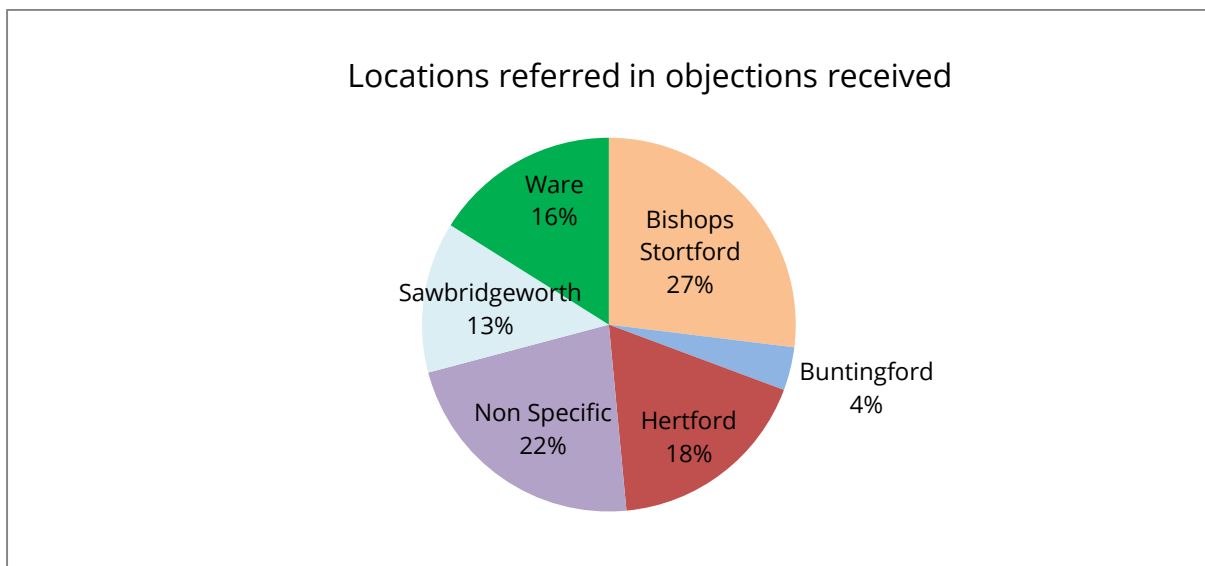 Locations referred in objections received
Ware
16%
Bishops
Stortford
27%
Sawbridgeworth
13%
Buntingford
4%
Non Specific
22%
Hertford
18%